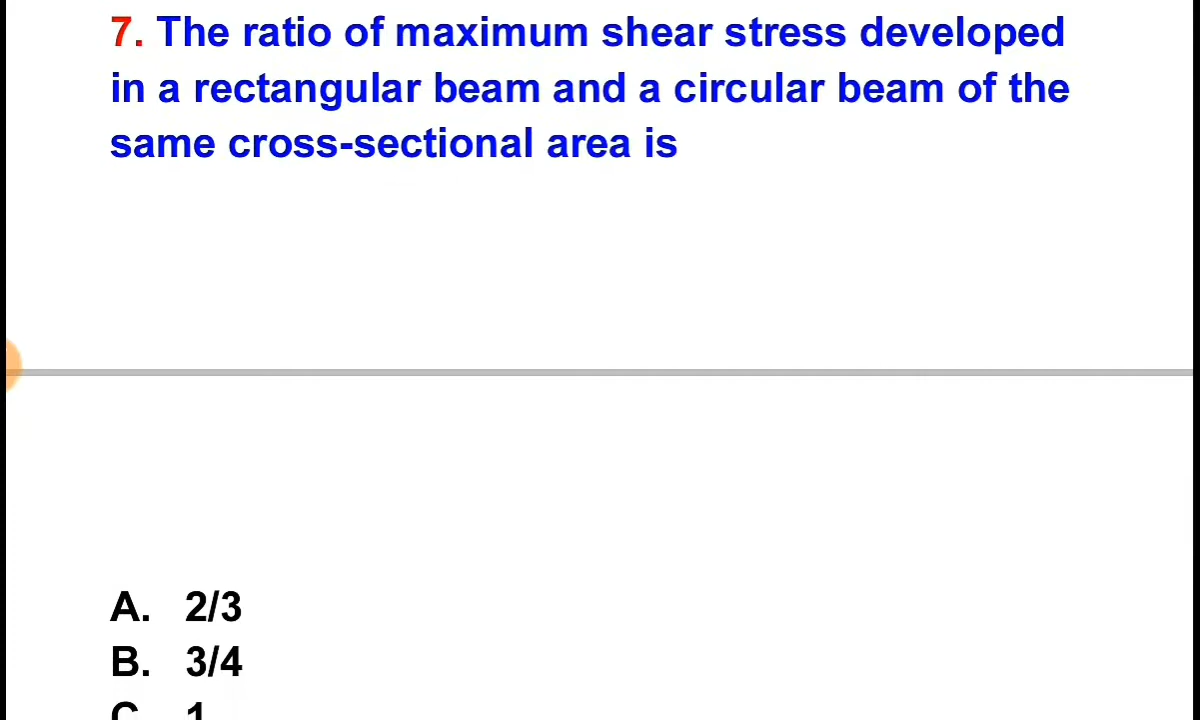 7. The ratio of maximum shear stress developed
in a rectangular beam and a circular beam of the
same cross-sectional area is
A. 2/3
B. 3/4
C 1